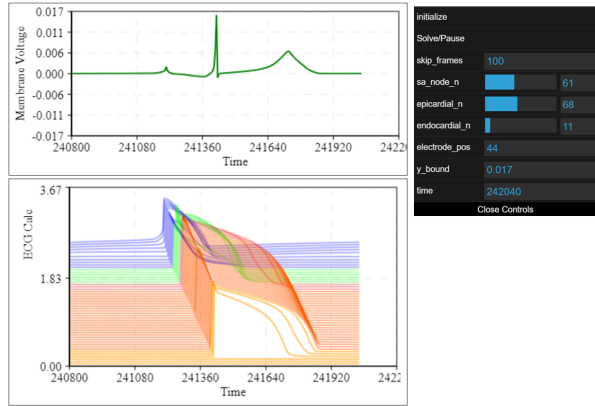 0.017
0.011
0.006
0.000
-0.006
-0.011
-0.017
Membrane Voltage
240800 241080 241360 241640 241920 24220
Time
3.67
1.83
0.00
ECG Calc
240800 241080 241360 241640 241920 2422
Time
initialize
Solve/Pause
skip_frames 100
sa_node_n 61
epicardial_n 68
endocardial_n 11
electrode_pos 44
y_bound 0.017
time 242040
Close Controls